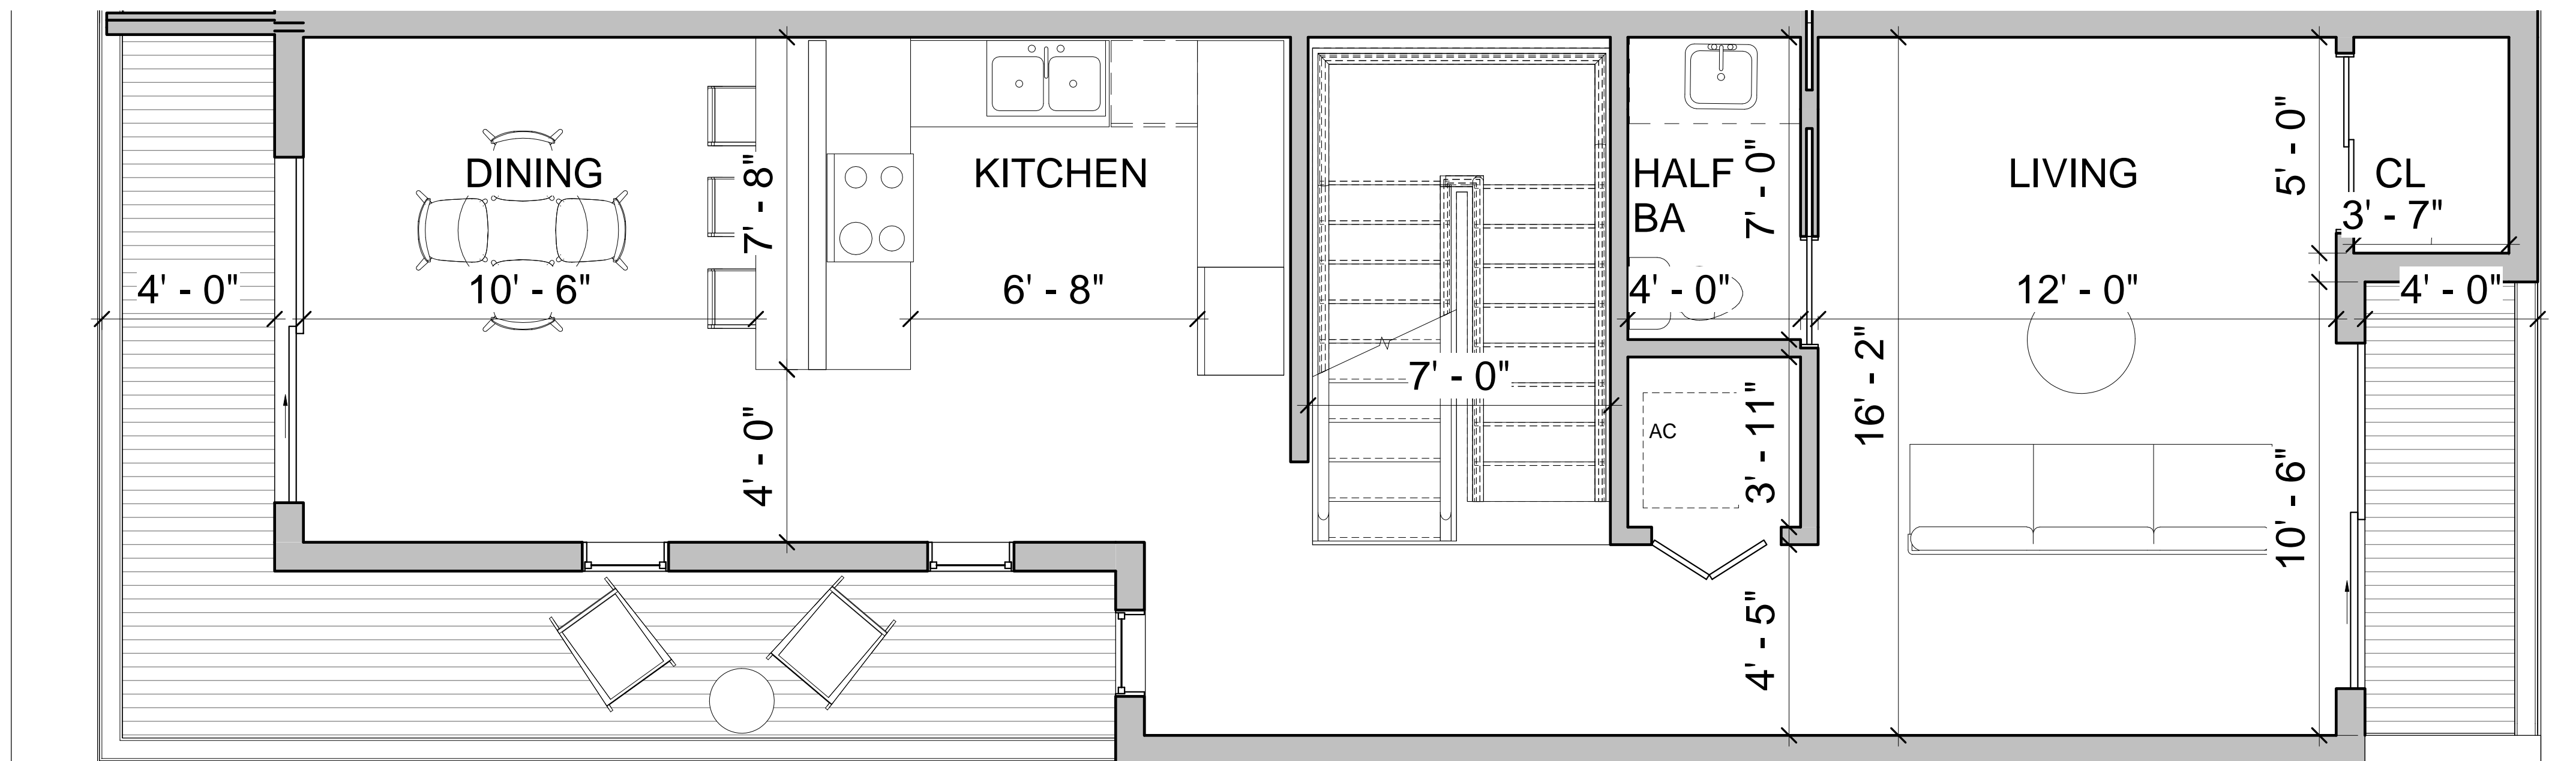 DINING
KITCHEN
HALF
BA
LIVING
CL
7' - 8"
7' - 0"
5' - 0"
3' - 7"
4' - 0"
10' - 6"
6' - 8"
4' - 0"
12' - 0"
4' - 0"
7' - 0"
16' - 2"
4' - 0"
AC
3' - 11"
10' - 6"
4' - 5"